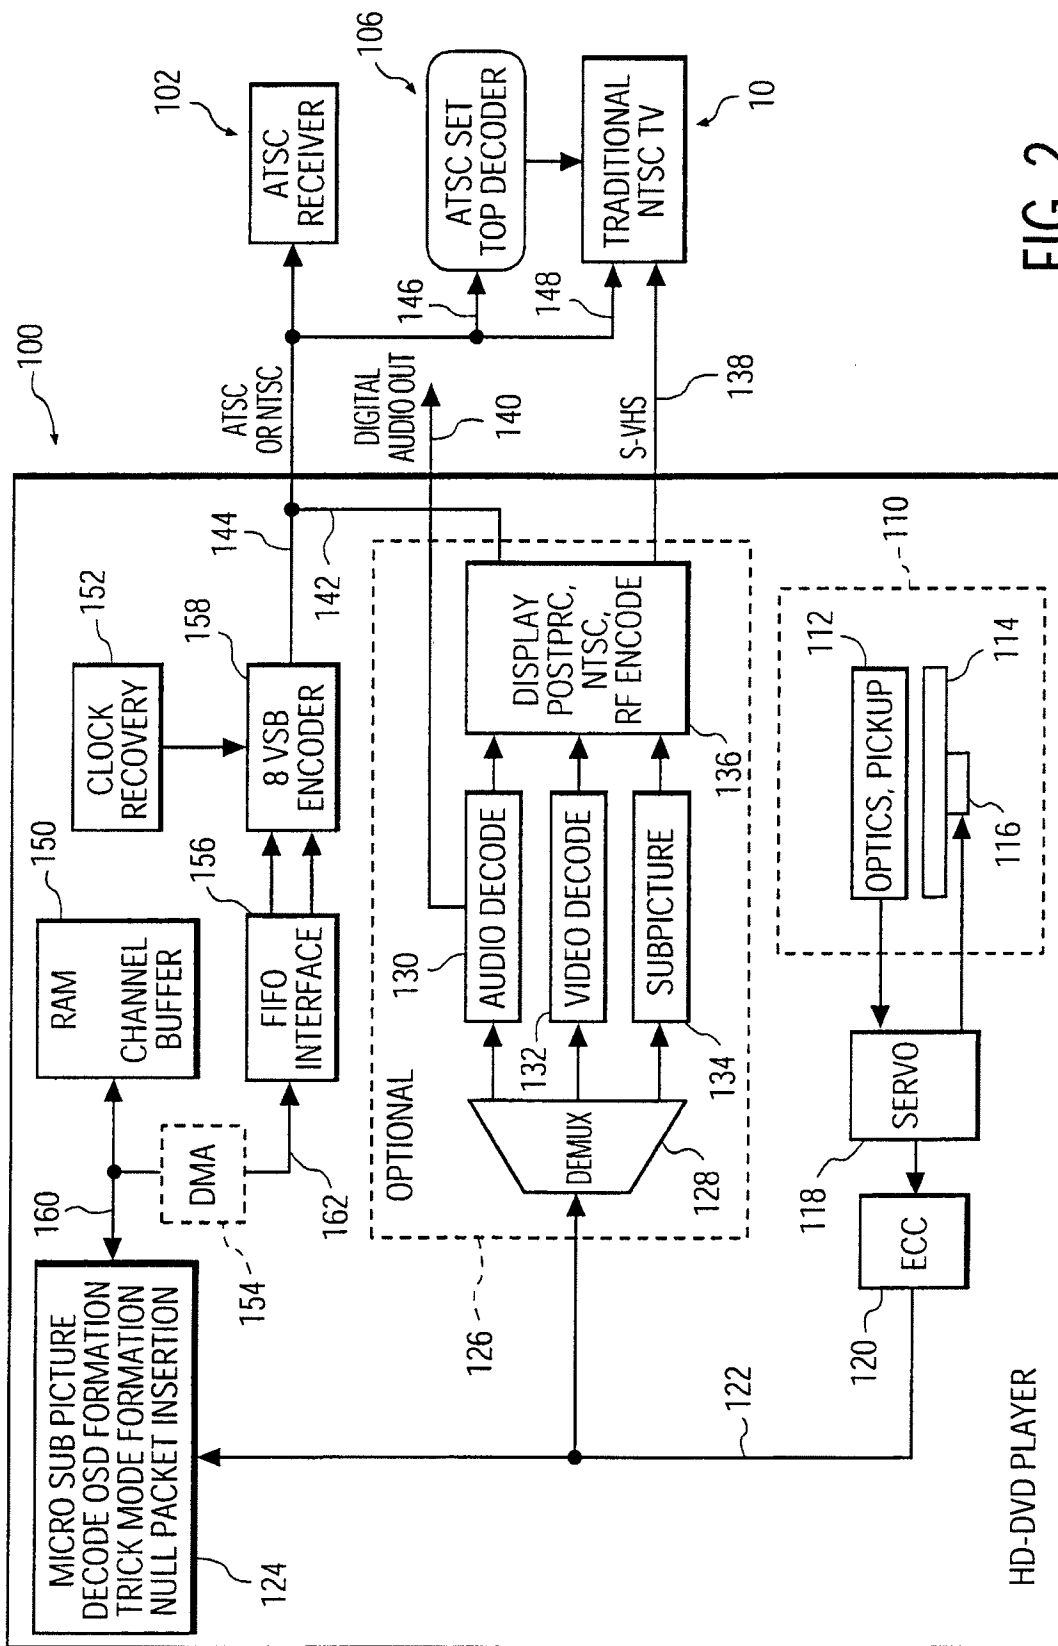 100
MICRO SUB PICTURE
DECODE OSD FORMATION
TRICK MODE FORMATION
NULL PACKET INSERTION
124
160
DMA
154
162
RAM
CHANNEL
BUFFER
150
FIFO
INTERFACE
156
CLOCK
RECOVERY
152
8 VSB
ENCODER
158
144
142
ATSC
OR NTSC
ATSC
RECEIVER
102
DIGITAL
AUDIO OUT
140
146
ATSC SET
TOP DECODER
106
148
TRADITIONAL
NTSC TV
10
S-VHS
138
OPTIONAL
126
DEMUX
128
130
AUDIO DECODE
132
VIDEO DECODE
134
SUBPICTURE
DISPLAY
POSTPRC,
NTSC,
RF ENCODE
136
122
ECC
120
SERVO
118
110
OPTICS, PICKUP
112
114
116
HD-DVD PLAYER
FIG. 2